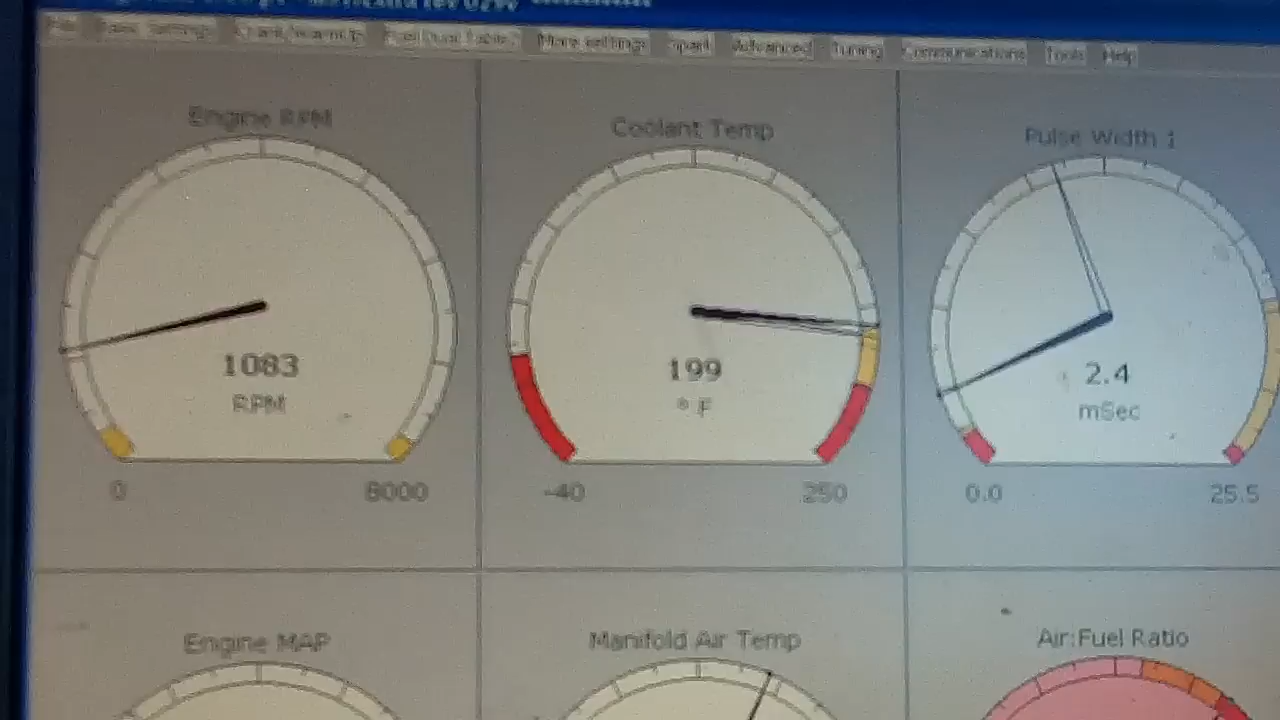 More settings Spark Advanced Tuning Communications Tools Help
Engine RPM
Coolant Temp
Pulse Width 1
1083
RPM
199
° F
2.4
mSec
0
8000
-40
250
0.0
25.5
Engine MAP
Manifold Air Temp
Air:Fuel Ratio